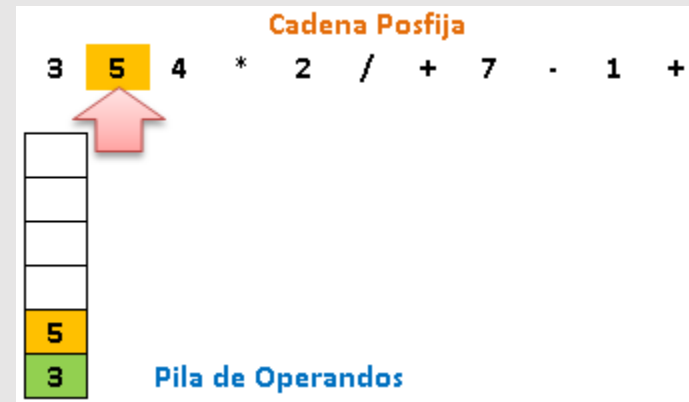 Cadena Posfija
3 5 4 * 2 / + 7 - 1 +
5
3 Pila de Operandos